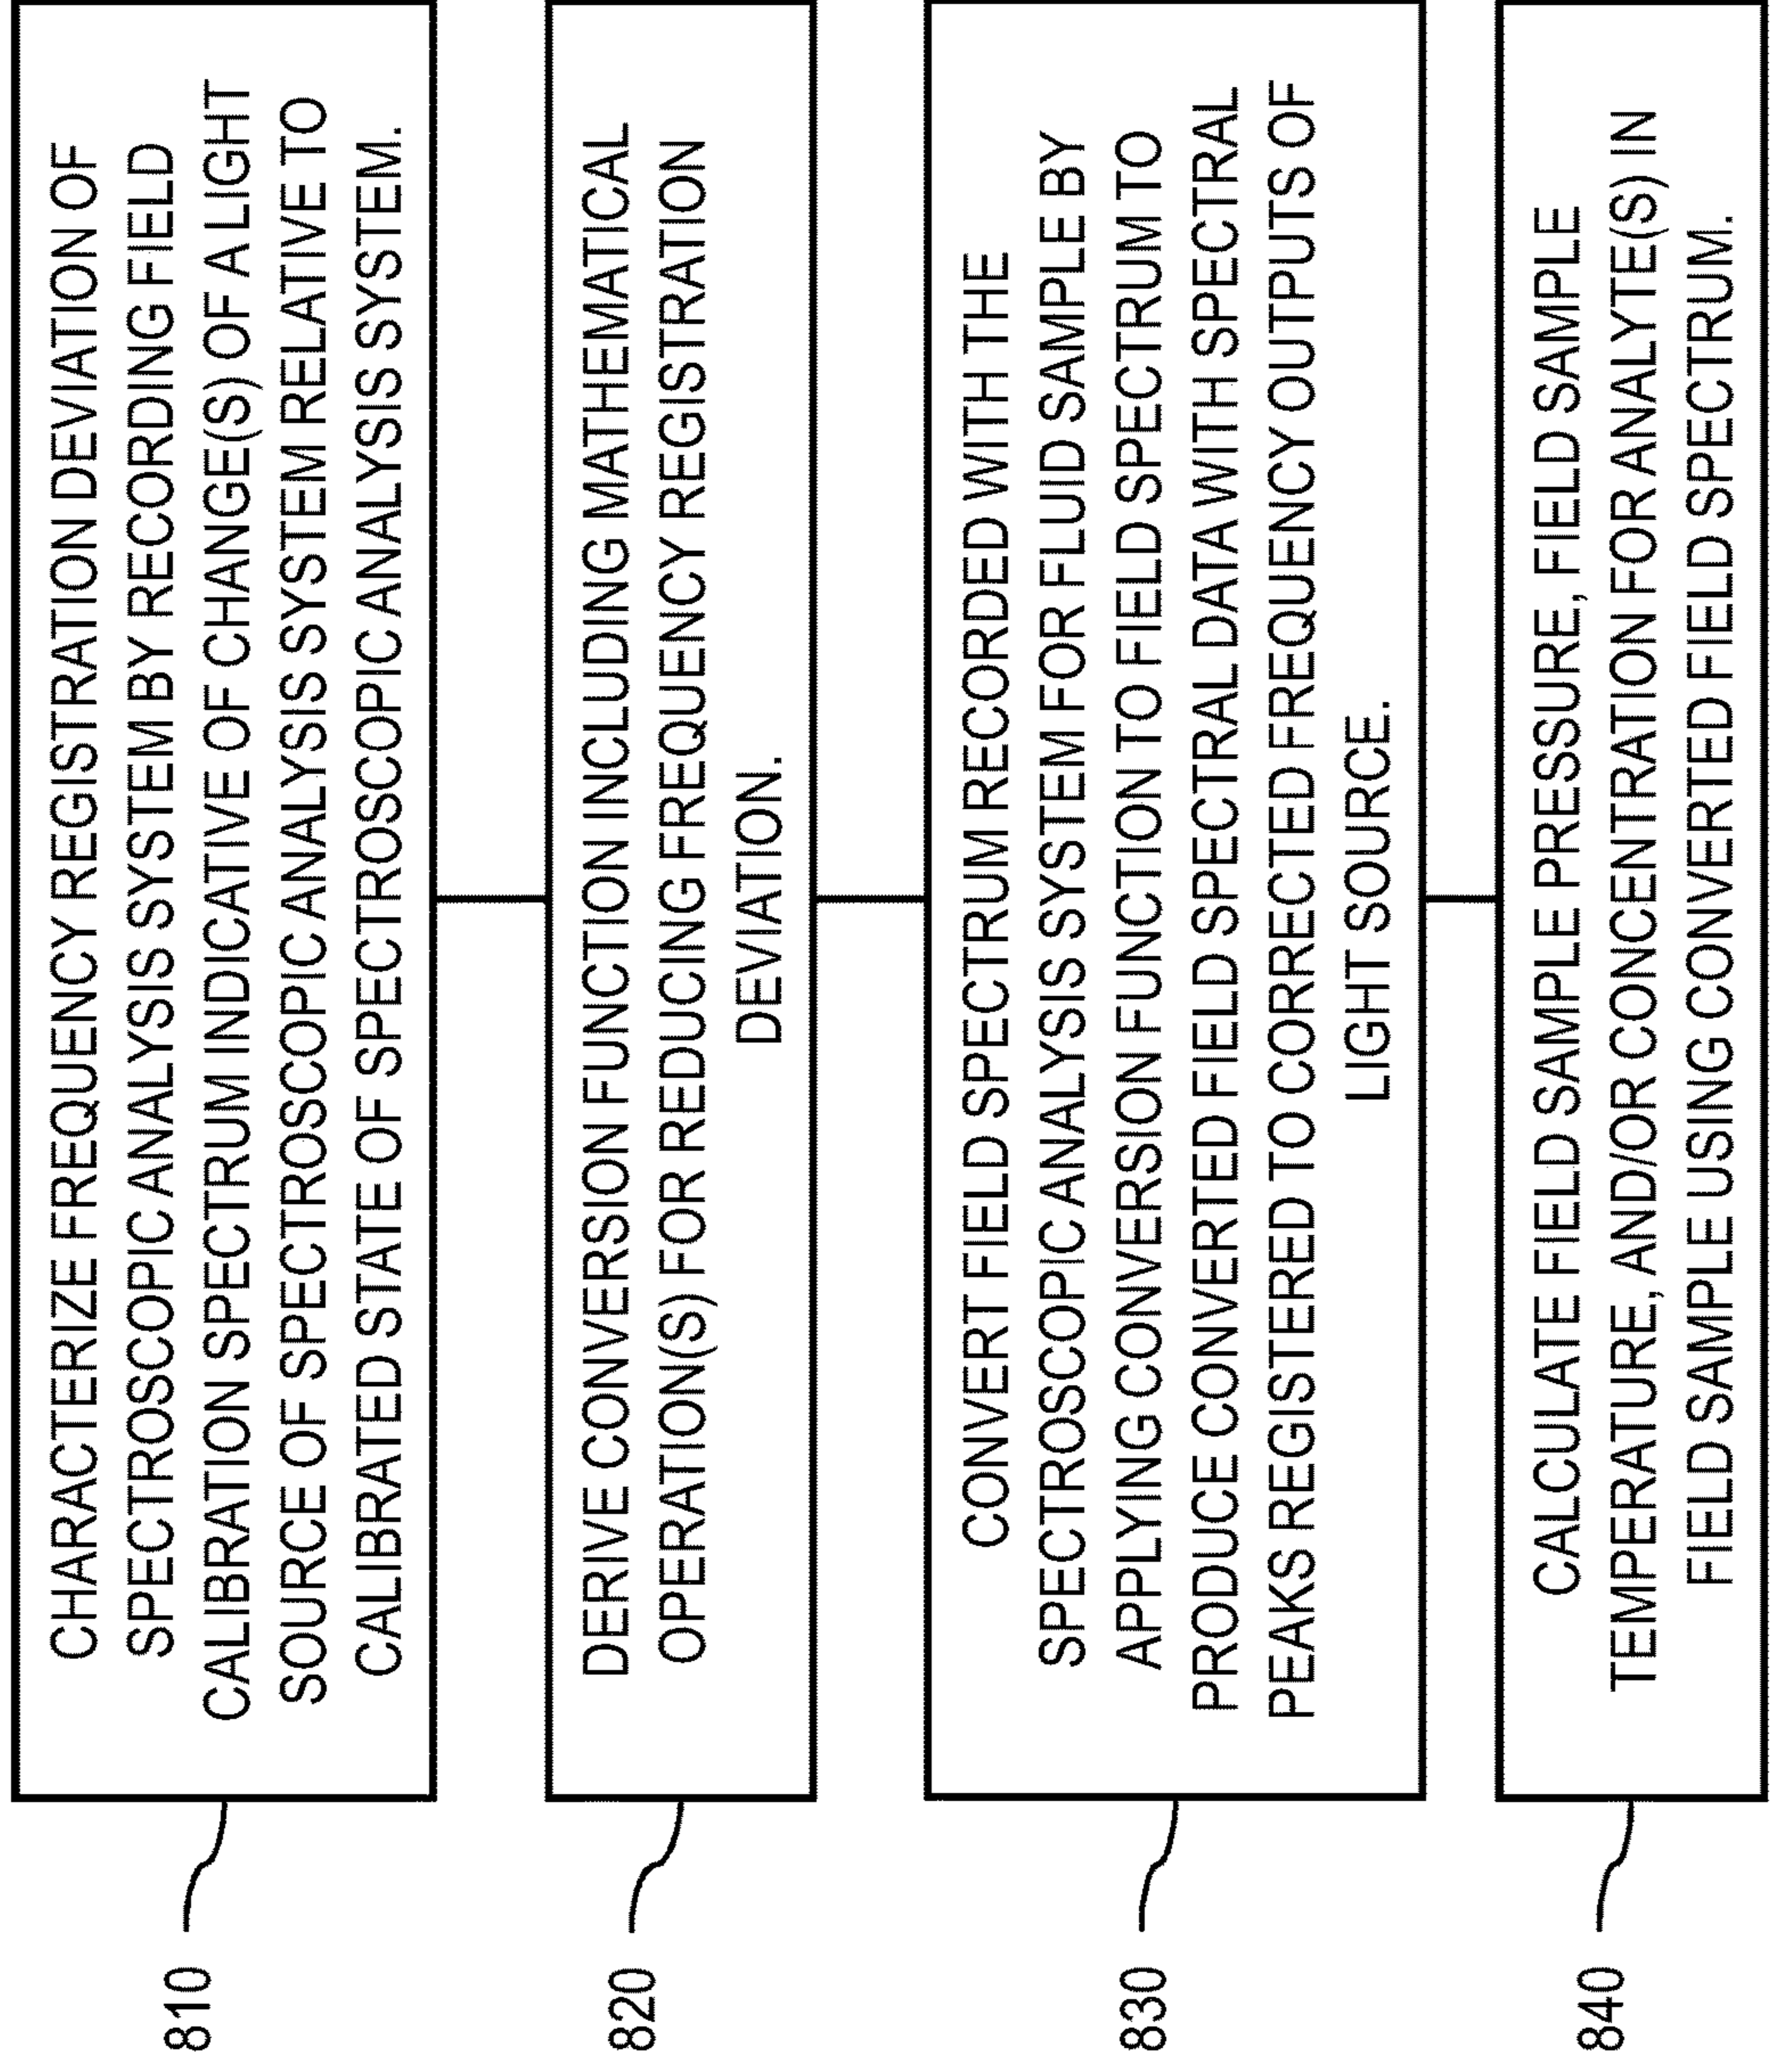 810
CHARACTERIZE FREQUENCY REGISTRATION DEVIATION OF
SPECTROSCOPIC ANALYSIS SYSTEM BY RECORDING FIELD
CALIBRATION SPECTRUM INDICATIVE OF CHANGE(S) OF A LIGHT
SOURCE OF SPECTROSCOPIC ANALYSIS SYSTEM RELATIVE TO
CALIBRATED STATE OF SPECTROSCOPIC ANALYSIS SYSTEM.
820
DERIVE CONVERSION FUNCTION INCLUDING MATHEMATICAL
OPERATION(S) FOR REDUCING FREQUENCY REGISTRATION
DEVIATION.
830
CONVERT FIELD SPECTRUM RECORDED WITH THE
SPECTROSCOPIC ANALYSIS SYSTEM FOR FLUID SAMPLE BY
APPLYING CONVERSION FUNCTION TO FIELD SPECTRUM TO
PRODUCE CONVERTED FIELD SPECTRAL DATA WITH SPECTRAL
PEAKS REGISTERED TO CORRECTED FREQUENCY OUTPUTS OF
LIGHT SOURCE.
840
CALCULATE FIELD SAMPLE PRESSURE, FIELD SAMPLE
TEMPERATURE, AND/OR CONCENTRATION FOR ANALYTE(S) IN
FIELD SAMPLE USING CONVERTED FIELD SPECTRUM.